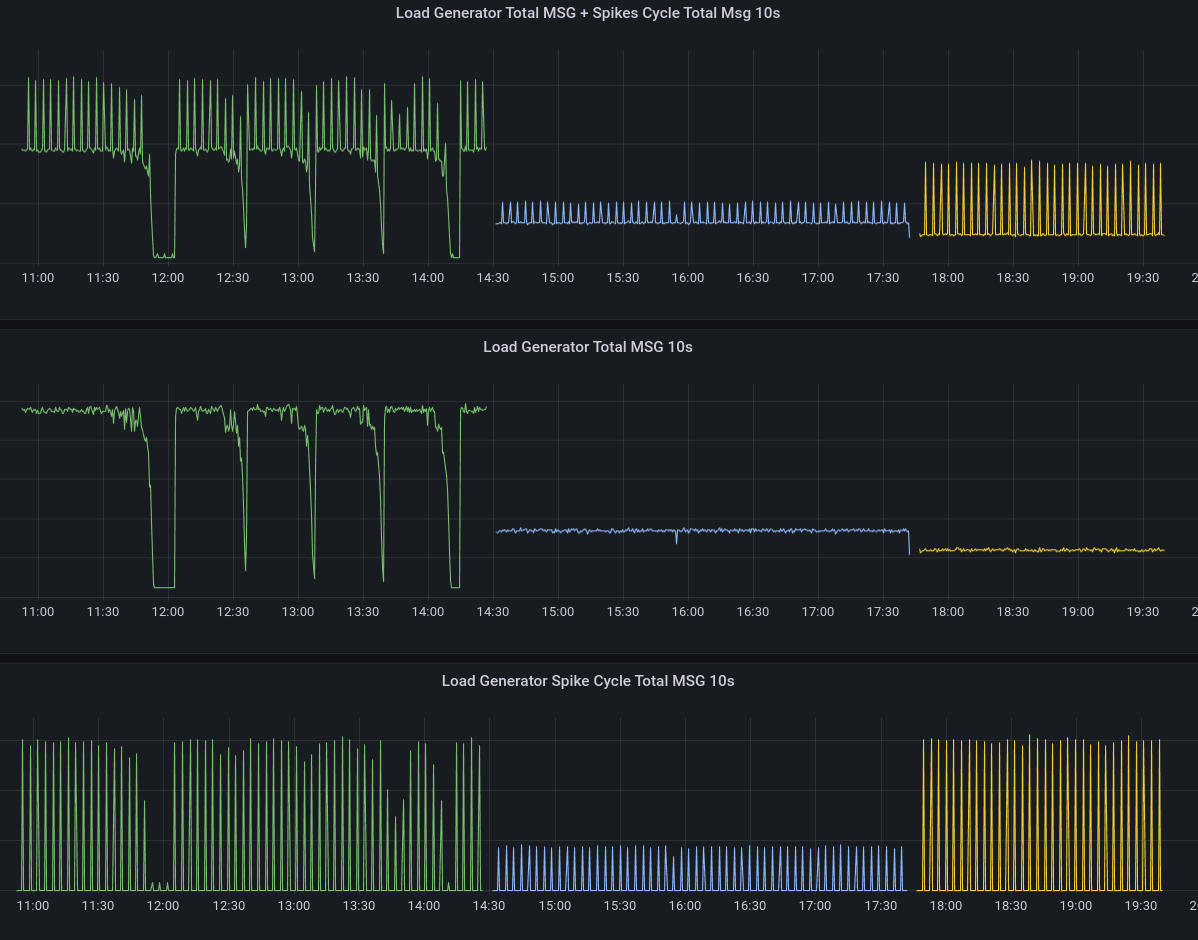 Load Generator Total MSG + Spikes Cycle Total Msg 10s
11:00 11:30 12:00 12:30 13:00 13:30 14:00 14:30 15:00 15:30 16:00 16:30 17:00 17:30 18:00 18:30 19:00 19:30 2
Load Generator Total MSG 10s
11:00 11:30 12:00 12:30 13:00 13:30 14:00 14:30 15:00 15:30 16:00 16:30 17:00 17:30 18:00 18:30 19:00 19:30 2
Load Generator Spike Cycle Total MSG 10s
11:00 11:30 12:00 12:30 13:00 13:30 14:00 14:30 15:00 15:30 16:00 16:30 17:00 17:30 18:00 18:30 19:00 19:30 20